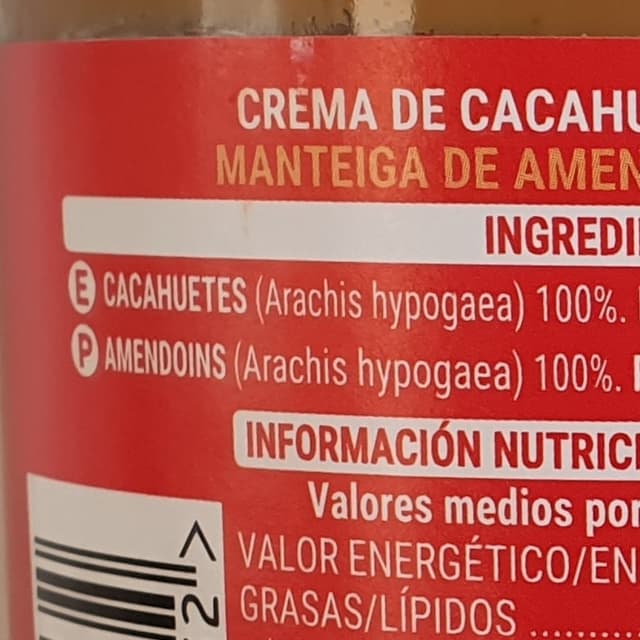 CREMA DE CACAHU
MANTEIGA DE AMEN
INGREDI
E CACAHUETES (Arachis hypogaea) 100%.
P AMENDOINS (Arachis hypogaea) 100%.
INFORMACIÓN NUTRICI
Valores medios por
VALOR ENERGÉTICO/EN
GRASAS/LÍPIDOS ..........